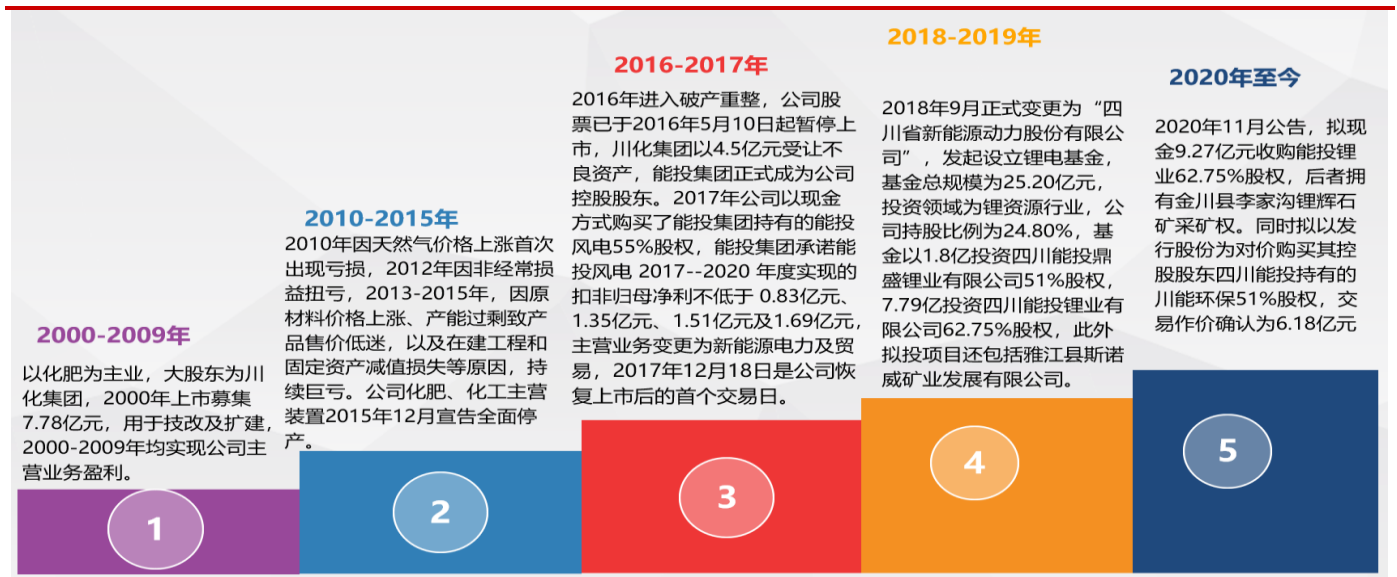 2000-2009年
以化肥为主业，大股东为川
化集团，2000年上市募集
7.78亿元，用于技改及扩建，
2000-2009年均实现公司主
营业务盈利。
1
2010-2015年
2010年因天然气价格上涨首次
出现亏损，2012年因非经常损
益扭亏，2013-2015年，因原
材料价格上涨、产能过剩致产
品售价低迷，以及在建工程和
固定资产减值损失等原因，持
续巨亏。公司化肥、化工主营
装置2015年12月宣告全面停
产。
2
2016-2017年
2016年进入破产重整，公司股
票已于2016年5月10日起暂停上
市，川化集团以4.5亿元受让不
良资产，能投集团正式成为公司
控股股东。2017年公司以现金
方式购买了能投集团持有的能投
风电55%股权，能投集团承诺能
投风电 2017--2020 年度实现的
扣非归母净利不低于 0.83亿元、
1.35亿元、1.51亿元及1.69亿元，
主营业务变更为新能源电力及贸
易，2017年12月18日是公司恢
复上市后的首个交易日。
3
2018-2019年
2018年9月正式变更为“四
川省新能源动力股份有限公
司”，发起设立锂电基金，
基金总规模为25.20亿元，
投资领域为锂资源行业，公
司持股比例为24.80%，基
金以1.8亿投资四川能投鼎
盛锂业有限公司51%股权，
7.79亿投资四川能投锂业有
限公司62.75%股权，此外
拟投项目还包括雅江县斯诺
威矿业发展有限公司。
4
2020年至今
2020年11月公告，拟现
金9.27亿元收购能投锂
业62.75%股权，后者拥
有金川县李家沟锂辉石
矿采矿权。同时拟以发
行股份为对价购买其控
股股东四川能投持有的
川能环保51%股权，交
易作价确认为6.18亿元
5